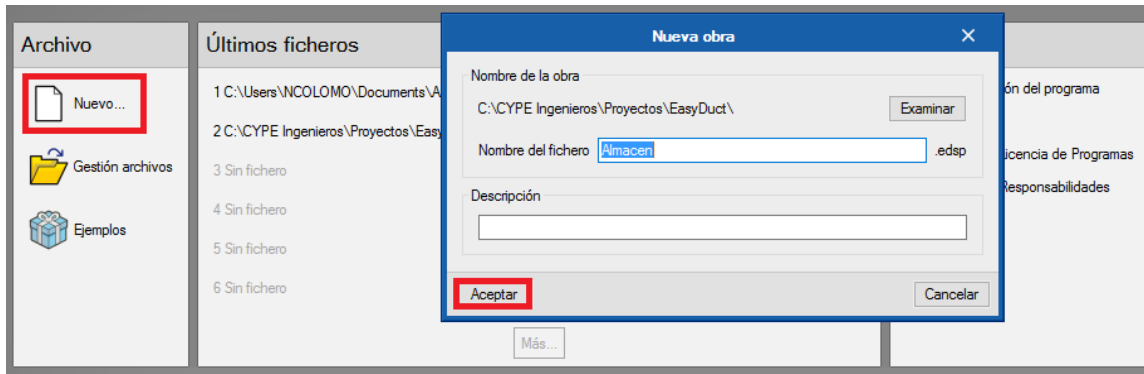 Archivo
Nuevo...
Gestión archivos
Ejemplos
Últimos ficheros
1 C:\Users\NCOLOMO\Documents\A
2 C:\CYPE Ingenieros\Proyectos\Easy
3 Sin fichero
4 Sin fichero
5 Sin fichero
6 Sin fichero
Más...
Nueva obra
Nombre de la obra
C:\CYPE Ingenieros\Proyectos\EasyDuct\
Examinar
Nombre del fichero Almacen .edsp
Descripción
Aceptar
Cancelar
ón del programa
icencia de Programas
Responsabilidades